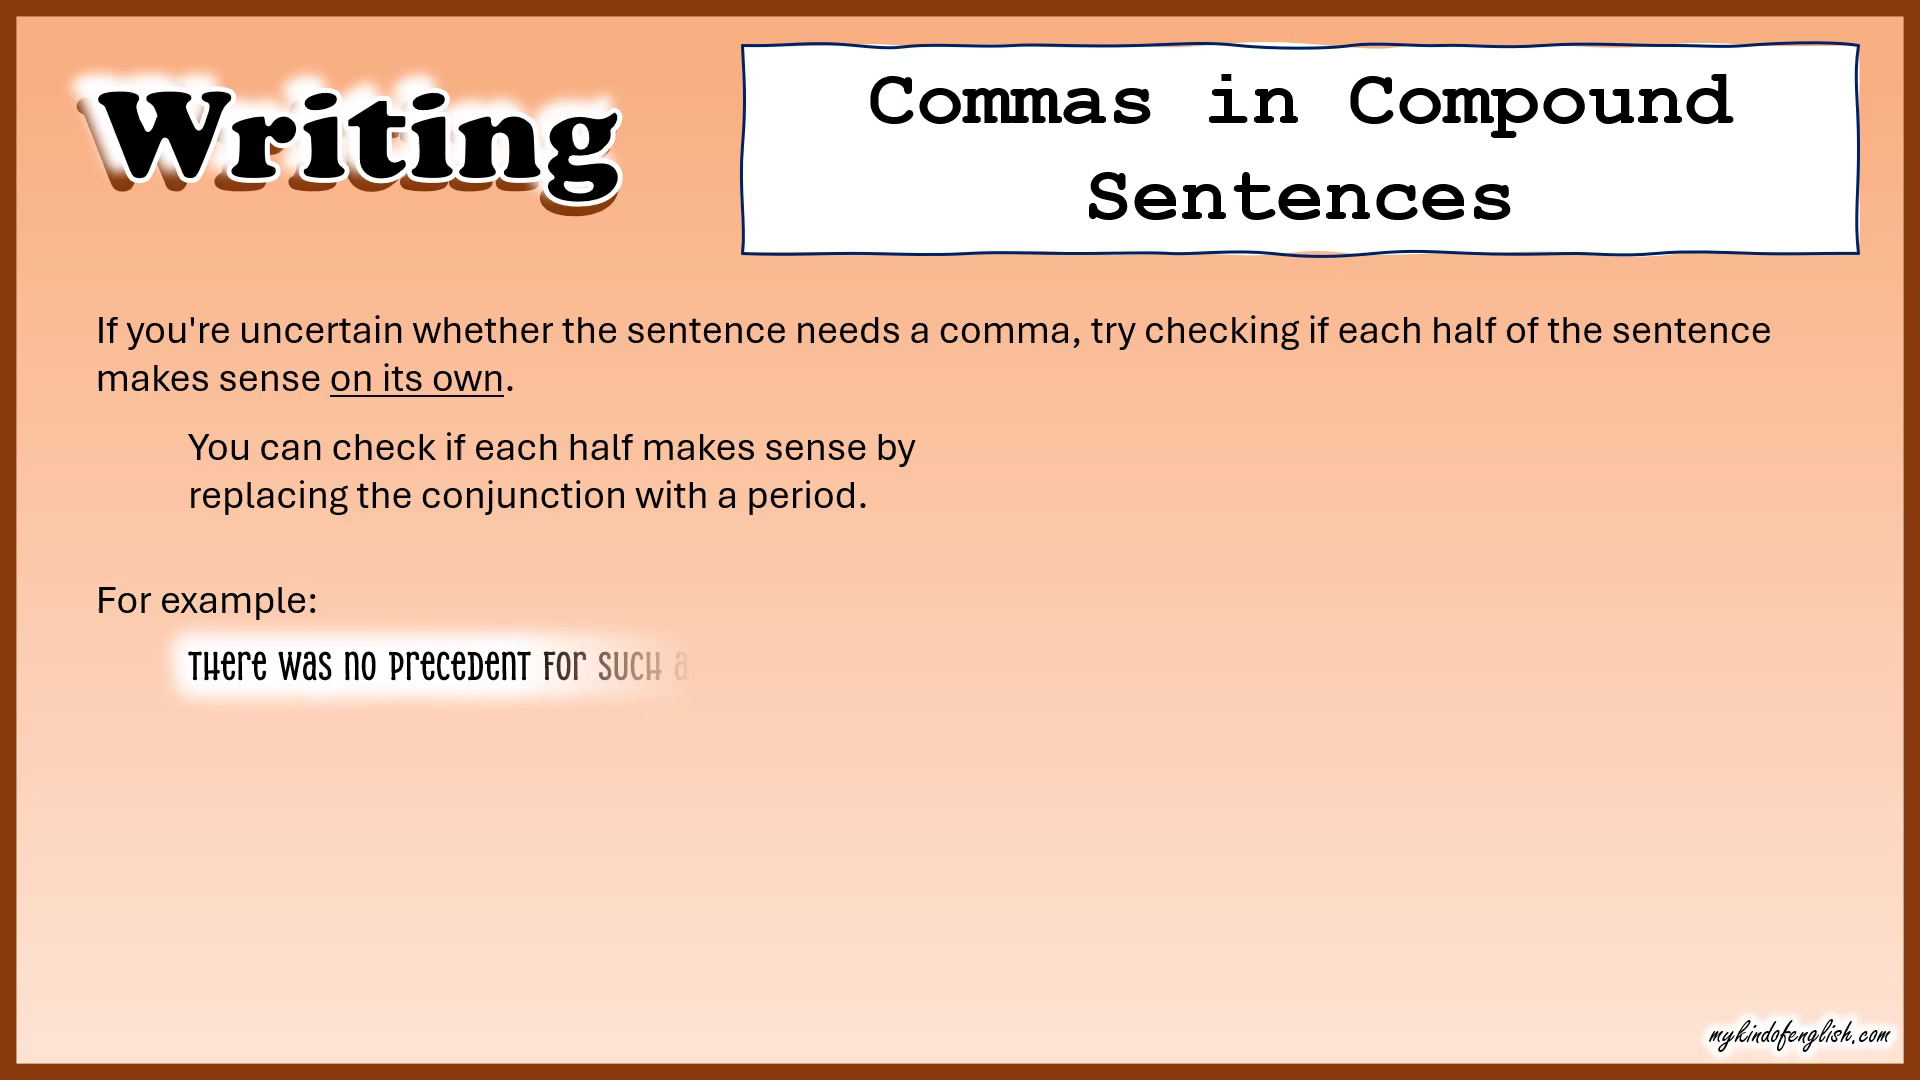 Writing
Commas in Compound
Sentences
If you're uncertain whether the sentence needs a comma, try checking if each half of the sentence
makes sense on its own.
You can check if each half makes sense by
replacing the conjunction with a period.
For example:
There was no precedent for such a
mykindofenglish.com